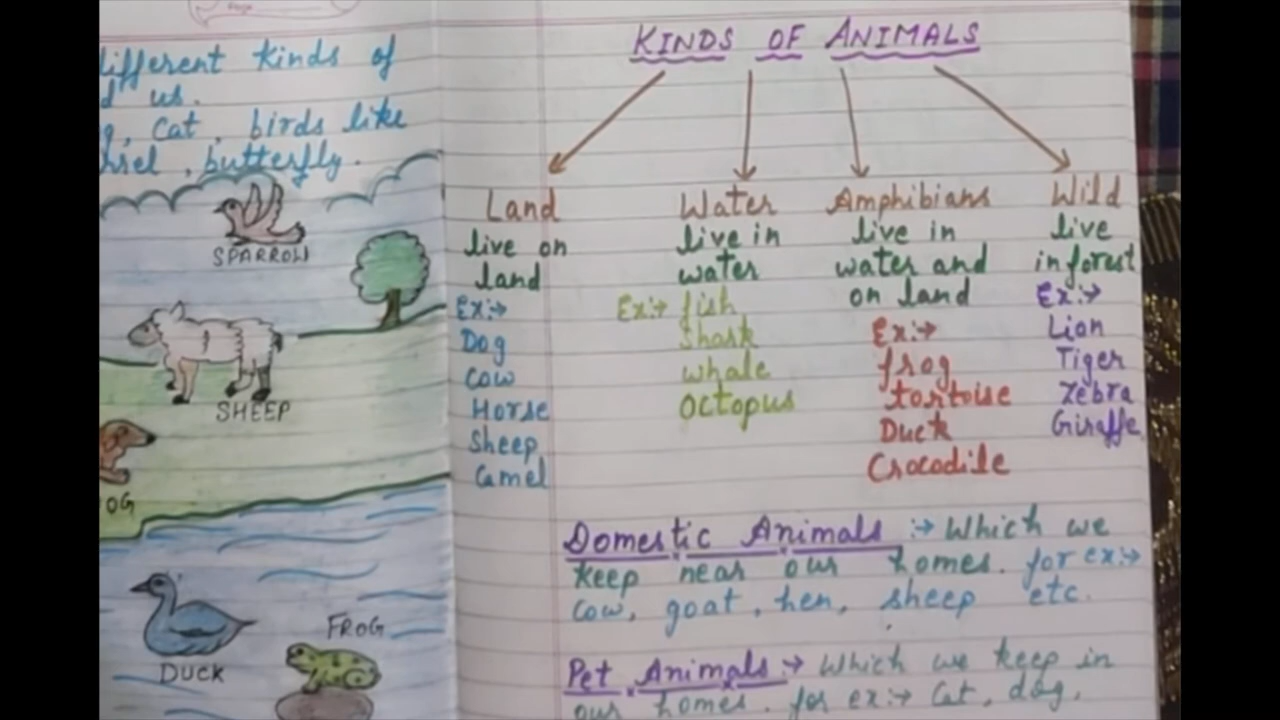 different kinds of
us.
cat, birds like
butterfly.
SPARROW
SHEEP
DUCK
FROG
KINDS OF ANIMALS
Land
live on
land
Ex:→
Dog
Cow
Horse
Sheep
Camel
Water
live in
water
Ex:→ fish
Shark
whale
Octopus
Amphibians
live in
water and
on land
Ex:→
frog
tortoise
Duck
Crocodile
Wild
live
in forest
Ex:→
Lion
Tiger
Zebra
Giraffe
Domestic Animals :→ Which we
keep near our homes. for ex:→
Cow, goat, hen, sheep etc.
Pet Animals :→ Which we keep in
our homes. for ex:→ Cat, dog,